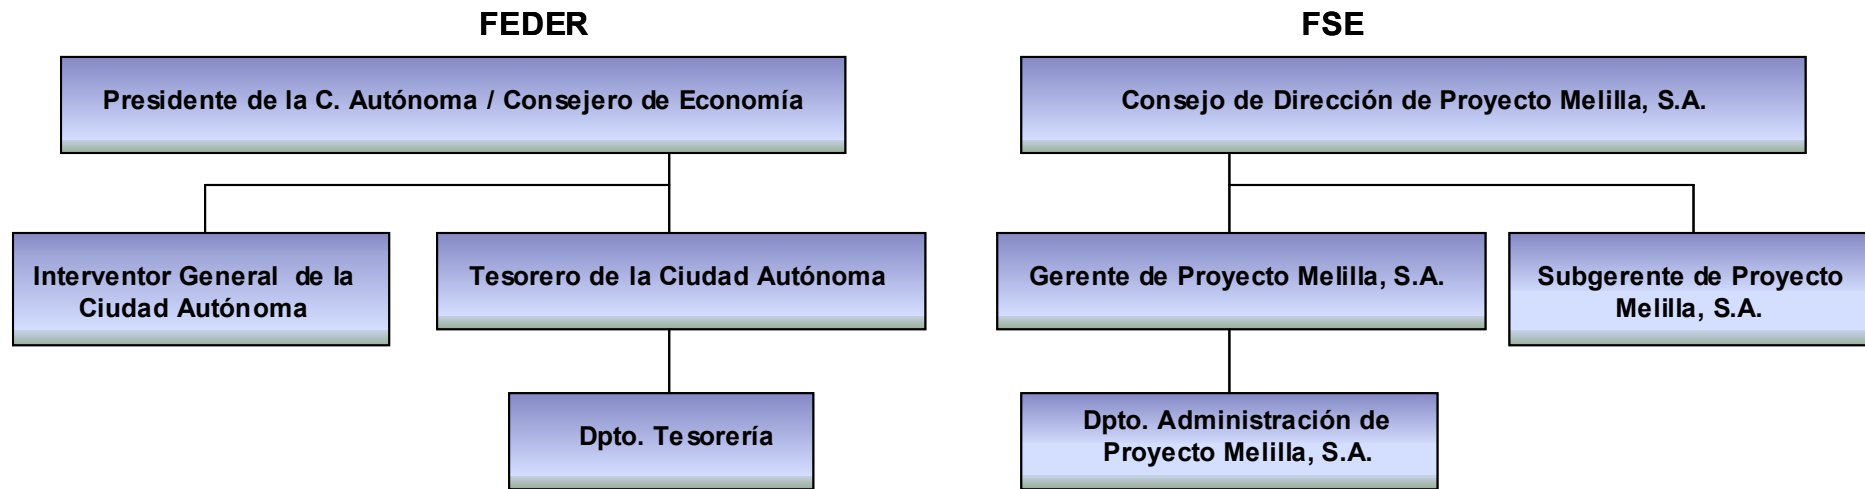 FEDER
Presidente de la C. Autónoma / Consejero de Economía
Interventor General de la
Ciudad Autónoma
Tesorero de la Ciudad Autónoma
Dpto. Tesorería
FSE
Consejo de Dirección de Proyecto Melilla, S.A.
Gerente de Proyecto Melilla, S.A.
Subgerente de Proyecto
Melilla, S.A.
Dpto. Administración de
Proyecto Melilla, S.A.